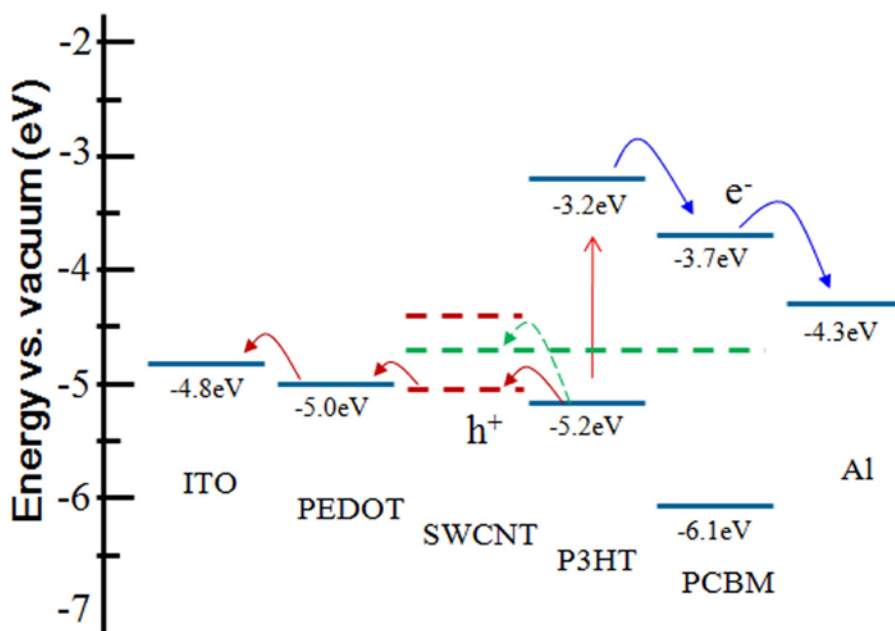 Energy vs. vacuum (eV)
-2
-3
-4
-5
-6
-7
-3.2eV
e-
-3.7eV
-4.3eV
-4.8eV
-5.0eV
h+
-5.2eV
-6.1eV
ITO
PEDOT
SWCNT
P3HT
PCBM
Al